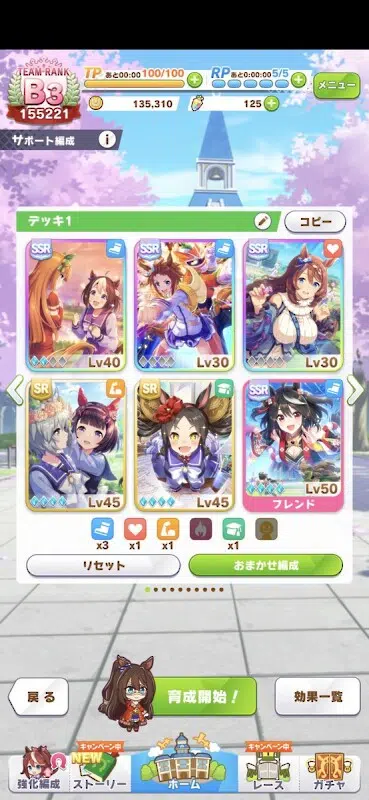 TEAM RANK
B3
155221
TP あと00:00 100/100
RP あと0:00:00 5/5
メニュー
135,310
125
サポート編成
デッキ1
コピー
SSR
Lv40
SSR
Lv30
SSR
Lv30
SR
Lv45
SR
Lv45
SSR
Lv50
フレンド
x3
x1
x1
x1
リセット
おまかせ編成
戻る
育成開始!
効果一覧
強化編成
NEW
キャンペーン中
ストーリー
ホーム
キャンペーン中
レース
ガチャ